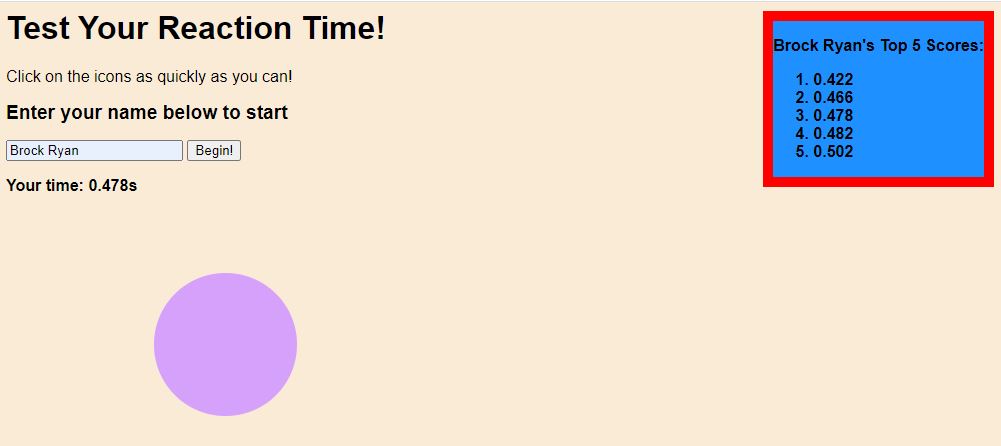 Test Your Reaction Time!
Click on the icons as quickly as you can!
Enter your name below to start
Brock Ryan Begin!
Your time: 0.478s
Brock Ryan's Top 5 Scores:
1. 0.422
2. 0.466
3. 0.478
4. 0.482
5. 0.502